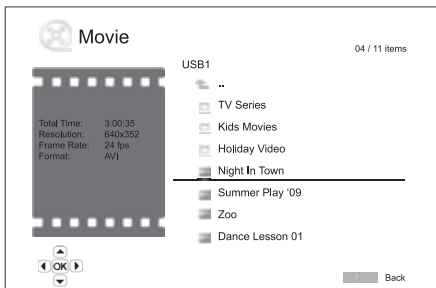 Movie
04 / 11 items
USB1
..
TV Series
Kids Movies
Holiday Video
Night In Town
Summer Play ‘09
Zoo
Dance Lesson 01
Total Time: 3:00:35
Resolution: 640x352
Frame Rate: 24 fps
Format: AVI
OK
Back